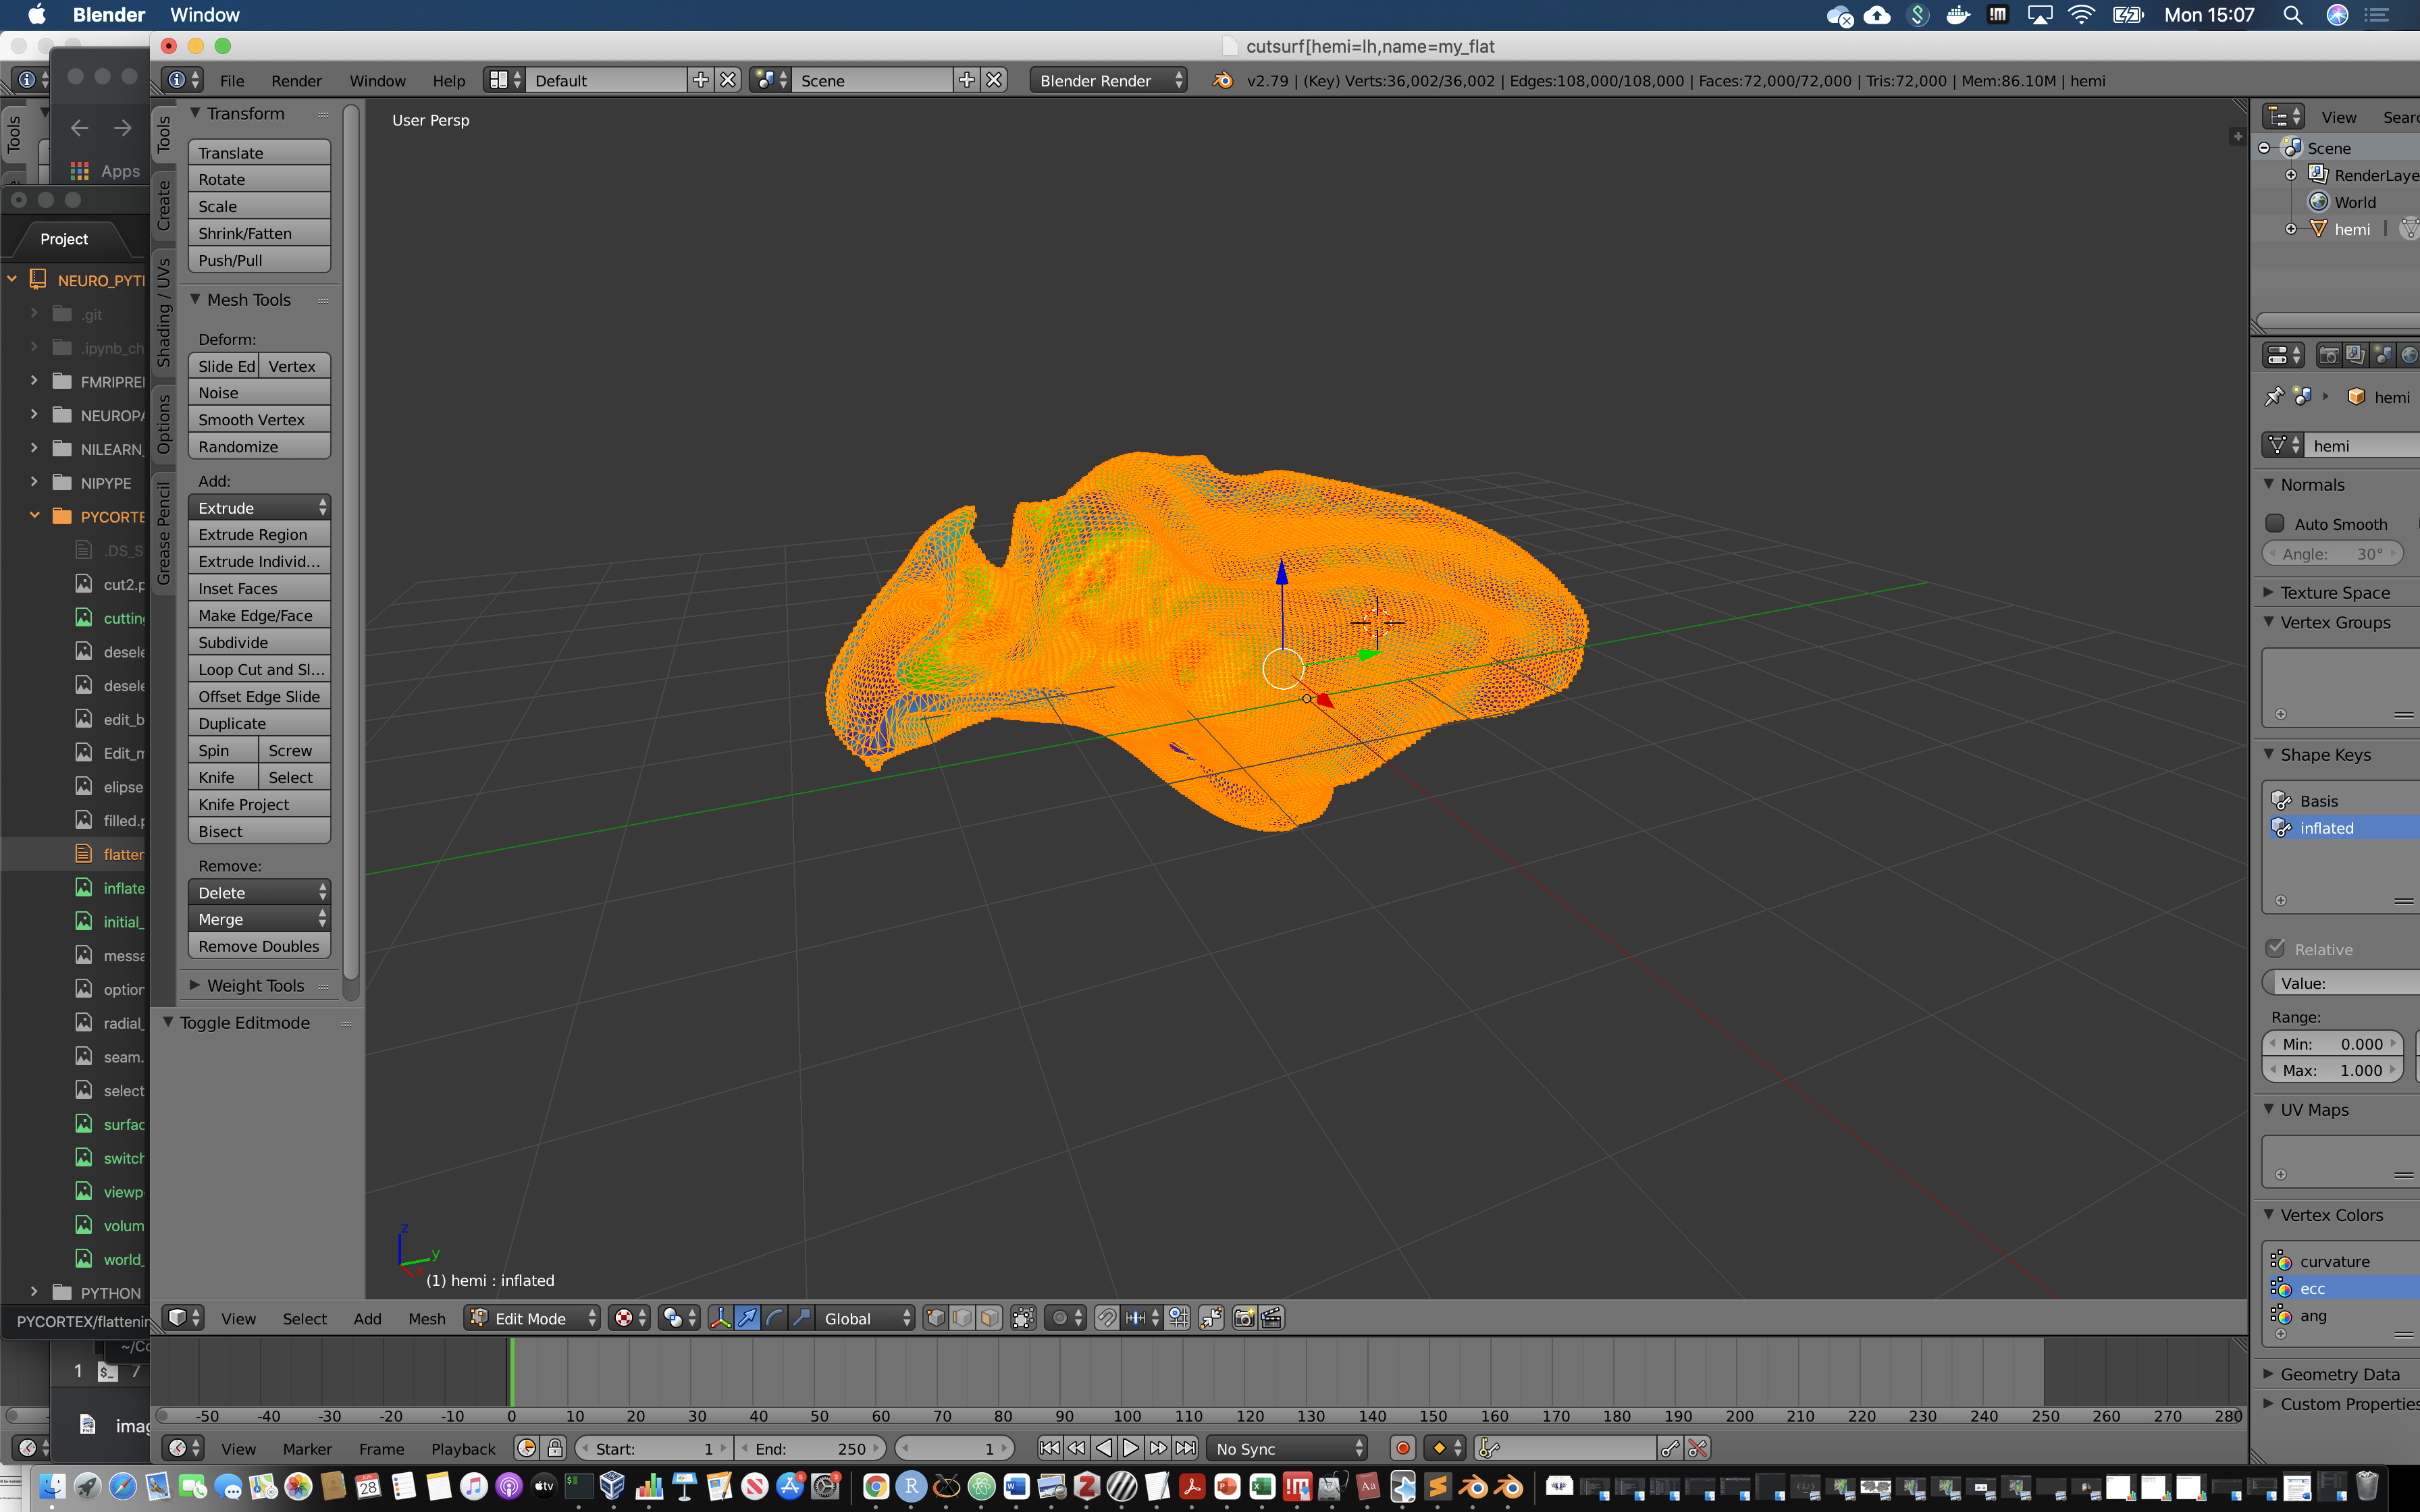 Blender Window
Mon 15:07
cutsurf[hemi=lh,name=my_flat
File Render Window Help Default Scene Blender Render v2.79 | (Key) Verts:36,002/36,002 | Edges:108,000/108,000 | Faces:72,000/72,000 | Tris:72,000 | Mem:86.10M | hemi
Tools
Apps
Project
NEURO_PYT
.git
.ipynb_ch
FMRIPREI
NEUROPA
NILEARN_
NIPYPE
PYCORTE
.DS_S
cut2.p
cutting
desele
desele
edit_b
Edit_m
elipse
filled.p
flatter
inflate
initial_
messa
option
radial_
seam.
select
surfac
switch
viewp
volum
world_
PYTHON
PYCORTEX/flattenin
~/Co
1 7
imag
Tools
Create
Shading / UVs
Options
Grease Pencil
Transform
Translate
Rotate
Scale
Shrink/Fatten
Push/Pull
Mesh Tools
Deform:
Slide Ed Vertex
Noise
Smooth Vertex
Randomize
Add:
Extrude
Extrude Region
Extrude Individ...
Inset Faces
Make Edge/Face
Subdivide
Loop Cut and Sl...
Offset Edge Slide
Duplicate
Spin Screw
Knife Select
Knife Project
Bisect
Remove:
Delete
Merge
Remove Doubles
Weight Tools
Toggle Editmode
User Persp
z
y
x
(1) hemi : inflated
View Select Add Mesh Edit Mode Global
-50 -40 -30 -20 -10 0 10 20 30 40 50 60 70 80 90 100 110 120 130 140 150 160 170 180 190 200 210 220 230 240 250 260 270 280
View Marker Frame Playback Start: 1 End: 250 1 No Sync
View Searc
Scene
RenderLaye
World
hemi
hemi
hemi
Normals
Auto Smooth
Angle: 30°
Texture Space
Vertex Groups
Shape Keys
Basis
inflated
Relative
Value:
Range:
Min: 0.000
Max: 1.000
UV Maps
Vertex Colors
curvature
ecc
ang
Geometry Data
Custom Properties
28
tv
R
W
Z
P
X
Aa
S